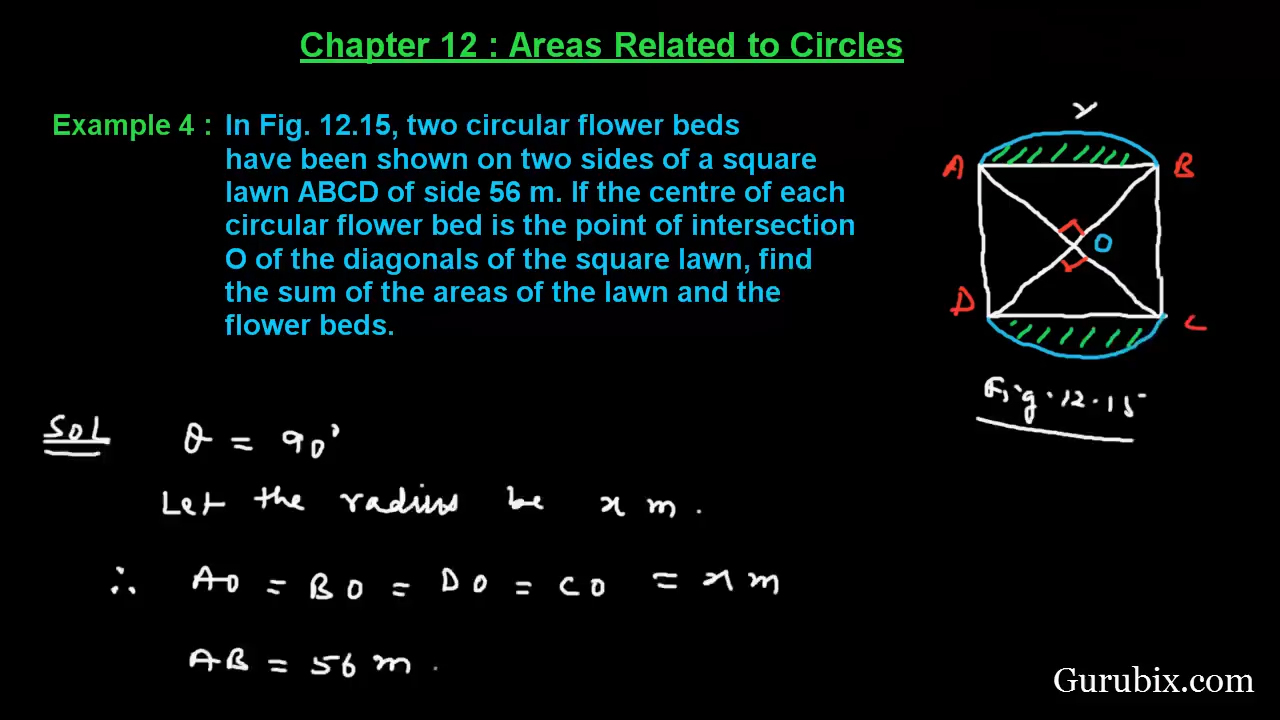 Chapter 12 : Areas Related to Circles
Example 4 : In Fig. 12.15, two circular flower beds
have been shown on two sides of a square
lawn ABCD of side 56 m. If the centre of each
circular flower bed is the point of intersection
O of the diagonals of the square lawn, find
the sum of the areas of the lawn and the
flower beds.
A
B
O
D
C
Fig. 12.15
Sol θ = 90°
Let the radius be x m.
∴ AO = BO = DO = CO = x m
AB = 56 m.
Gurubix.com